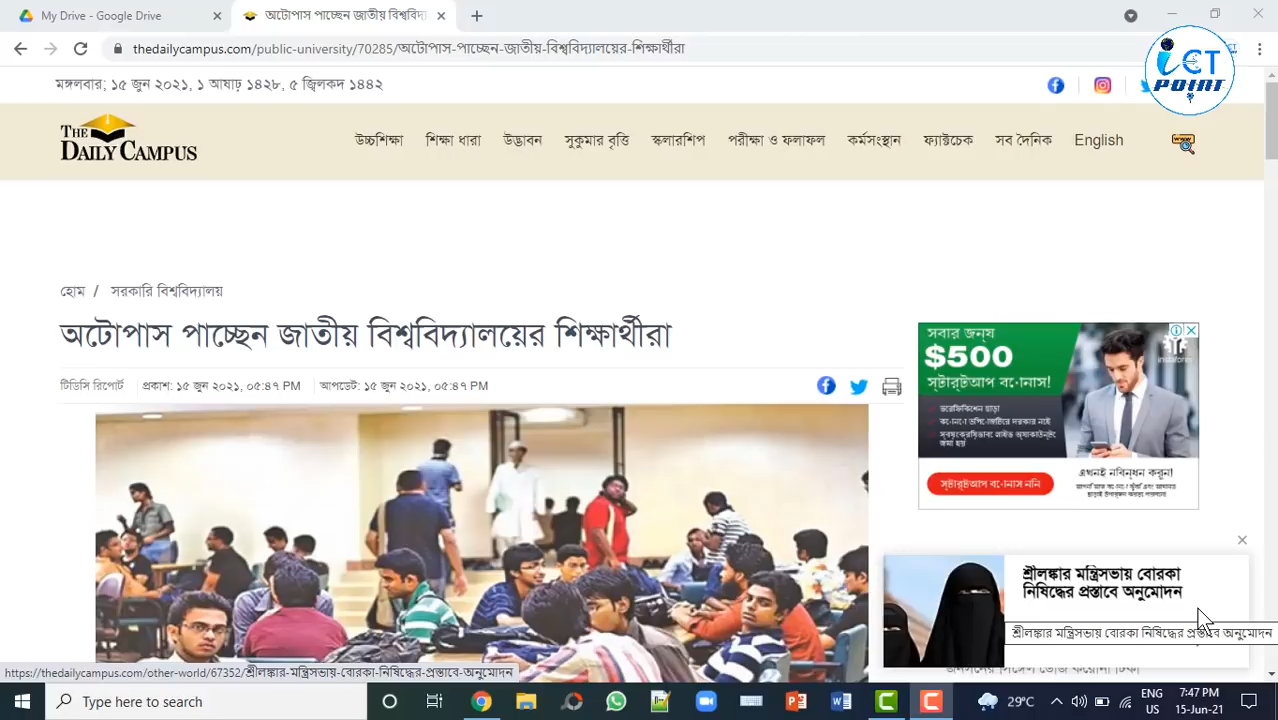 My Drive - Google Drive
অটোপাস পাচ্ছেন জাতীয় বিশ্ববিদ্য
thedailycampus.com/public-university/70285/অটোপাস-পাচ্ছেন-জাতীয়-বিশ্ববিদ্যালয়ের-শিক্ষার্থীরা
iCT
POINT
মঙ্গলবার; ১৫ জুন ২০২১, ১ আষাঢ় ১৪২৮, ৫ জ্বিলকদ ১৪৪২
THE
DAILY CAMPUS
উচ্চশিক্ষা শিক্ষা ধারা উদ্ভাবন সুকুমার বৃত্তি স্কলারশিপ পরীক্ষা ও ফলাফল কর্মসংস্থান ফ্যাক্টচেক সব দৈনিক English
হোম / সরকারি বিশ্ববিদ্যালয়
অটোপাস পাচ্ছেন জাতীয় বিশ্ববিদ্যালয়ের শিক্ষার্থীরা
টিডিসি রিপোর্ট প্রকাশ: ১৫ জুন ২০২১, ০৫:৪৭ PM আপডেট: ১৫ জুন ২০২১, ০৫:৪৭ PM
সবার জন্য
$500
instaforex
এখনই নিবন্ধন করুন!
শ্রীলঙ্কার মন্ত্রিসভায় বোরকা
নিষিদ্ধের প্রস্তাবে অনুমোদন
শ্রীলঙ্কার মন্ত্রিসভায় বোরকা নিষিদ্ধের প্রস্তাবে অনুমোদন
https://thedailycampus.com/other-world/67352/শ্রীলঙ্কার-মন্ত্রিসভায়-বোরকা-নিষিদ্ধের-প্রস্তাবে-অনুমোদন
Type here to search
29°C
ENG
US
7:47 PM
15-Jun-21